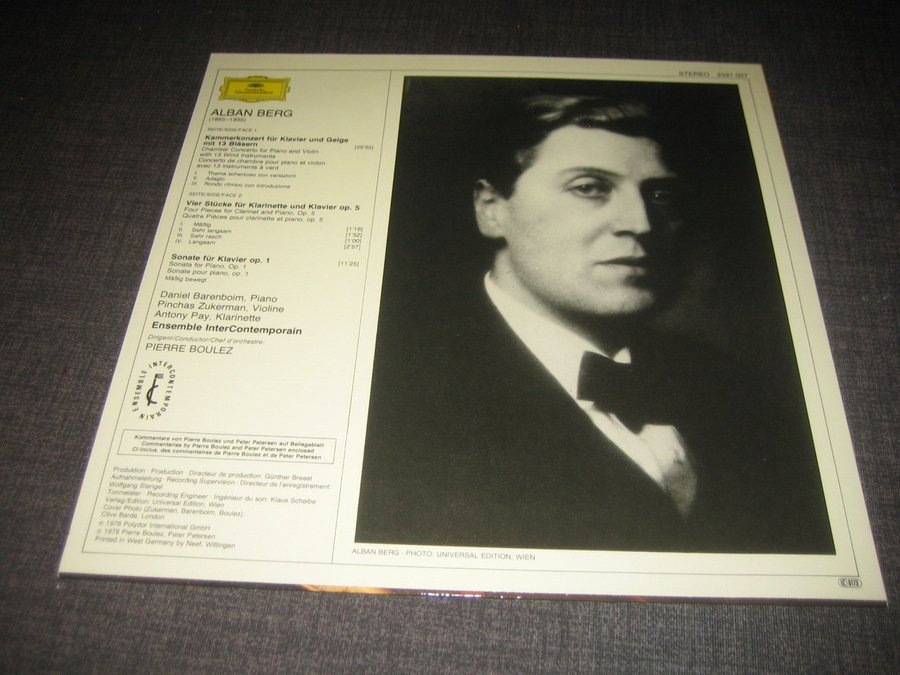 STEREO 2531 007
Deutsche
Grammophon
ALBAN BERG
(1885–1935)
SEITE/SIDE/FACE 1:
Kammerkonzert für Klavier und Geige
mit 13 Bläsern [29'35]
Chamber Concerto for Piano and Violin
with 13 Wind Instruments
Concerto de chambre pour piano et violon
avec 13 instruments à vent
I. Thema scherzoso con variazioni
II. Adagio
III. Rondo ritmico con Introduzione
SEITE/SIDE/FACE 2:
Vier Stücke für Klarinette und Klavier op. 5
Four Pieces for Clarinet and Piano, Op. 5
Quatre Pièces pour clarinette et piano, op. 5
I. Mäßig [1'16]
II. Sehr langsam [1'52]
III. Sehr rasch [1'00]
IV. Langsam [2'57]
Sonate für Klavier op. 1 [11'25]
Sonata for Piano, Op. 1
Sonate pour piano, op. 1
Mäßig bewegt
Daniel Barenboim, Piano
Pinchas Zukerman, Violine
Antony Pay, Klarinette
Ensemble InterContemporain
Dirigent/Conductor/Chef d'orchestre:
PIERRE BOULEZ
ENSEMBLE INTERCONTEMPORAIN
Kommentare von Pierre Boulez und Peter Petersen auf Beilageblatt
Commentaries by Pierre Boulez and Peter Petersen enclosed
Ci-inclus, des commentaires de Pierre Boulez et de Peter Petersen
Produktion · Production · Directeur de production: Günther Breest
Aufnahmeleitung · Recording Supervision · Directeur de l'enregistrement:
Wolfgang Stengel
Tonmeister · Recording Engineer · Ingénieur du son: Klaus Scheibe
Verlag/Edition: Universal Edition, Wien
Cover Photo (Zukerman, Barenboim, Boulez):
Clive Barda, London
℗ 1978 Polydor International GmbH
© 1978 Pierre Boulez, Peter Petersen
Printed in West Germany by Neef, Wittingen
ALBAN BERG · PHOTO: UNIVERSAL EDITION, WIEN